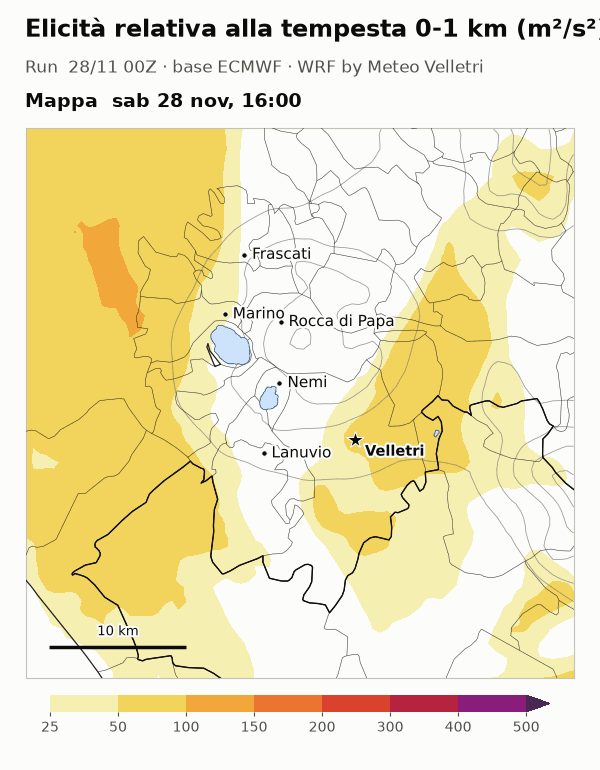 Elicità relativa alla tempesta 0-1 km (m²/s²)
Run  28/11 00Z · base ECMWF · WRF by Meteo Velletri
Mappa  sab 28 nov, 16:00
Frascati
Marino
Rocca di Papa
Nemi
Velletri
Lanuvio
10 km
25 50 100 150 200 300 400 500